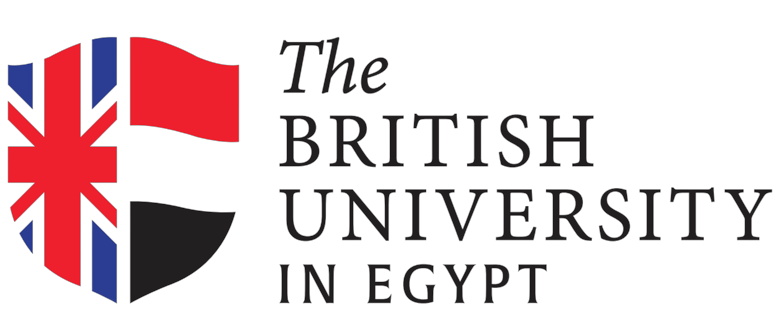 The
BRITISH
UNIVERSITY
IN EGYPT